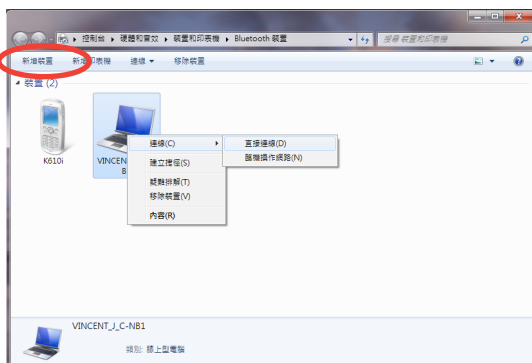 控制台 ▸ 硬體和音效 ▸ 裝置和印表機 ▸ Bluetooth 裝置
搜尋 裝置和印表機
新增裝置 新增印表機 連線 移除裝置
裝置 (2)
K610i
VINCEN
B
連線(C)
建立捷徑(S)
疑難排解(T)
移除裝置(V)
內容(R)
直接連線(D)
隨機操作網路(N)
VINCENT_J_C-NB1
類別: 膝上型電腦